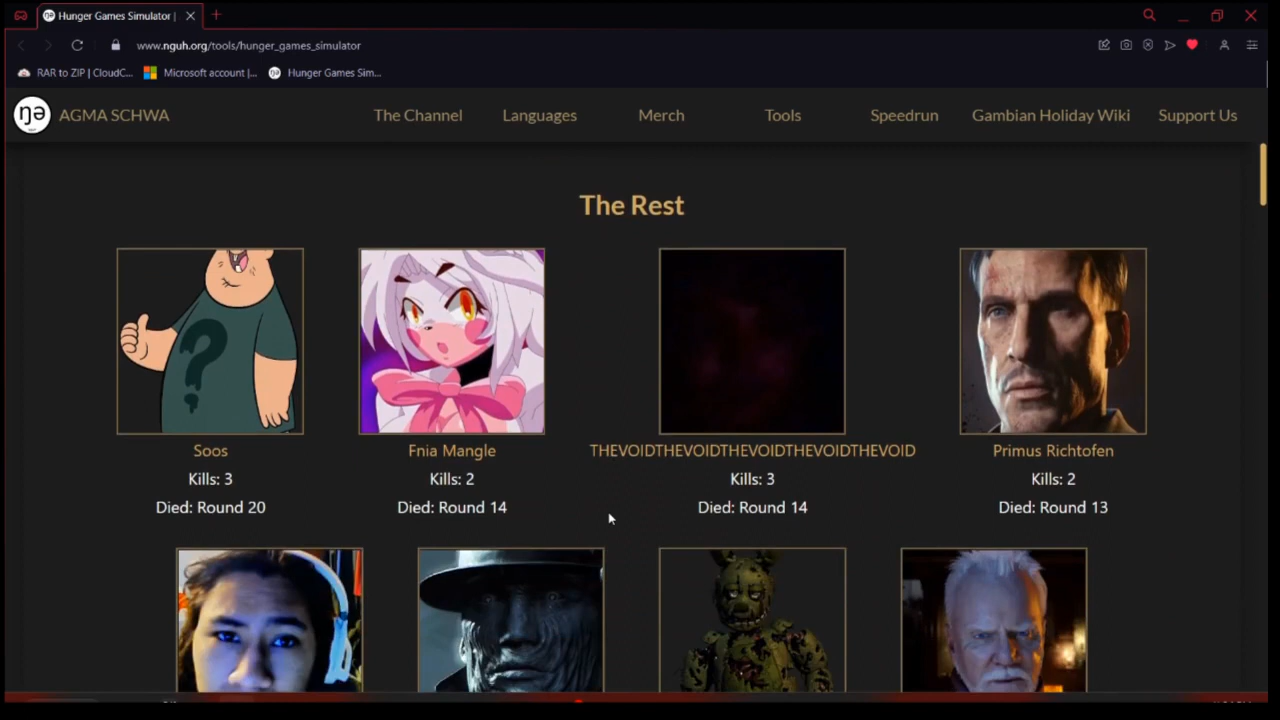 Hunger Games Simulator |
www.nguh.org/tools/hunger_games_simulator
RAR to ZIP | CloudC... Microsoft account |... Hunger Games Sim...
ŋə AGMA SCHWA The Channel Languages Merch Tools Speedrun Gambian Holiday Wiki Support Us
The Rest
?
Soos Fnia Mangle THEVOIDTHEVOIDTHEVOIDTHEVOIDTHEVOID Primus Richtofen
Kills: 3 Kills: 2 Kills: 3 Kills: 2
Died: Round 20 Died: Round 14 Died: Round 14 Died: Round 13